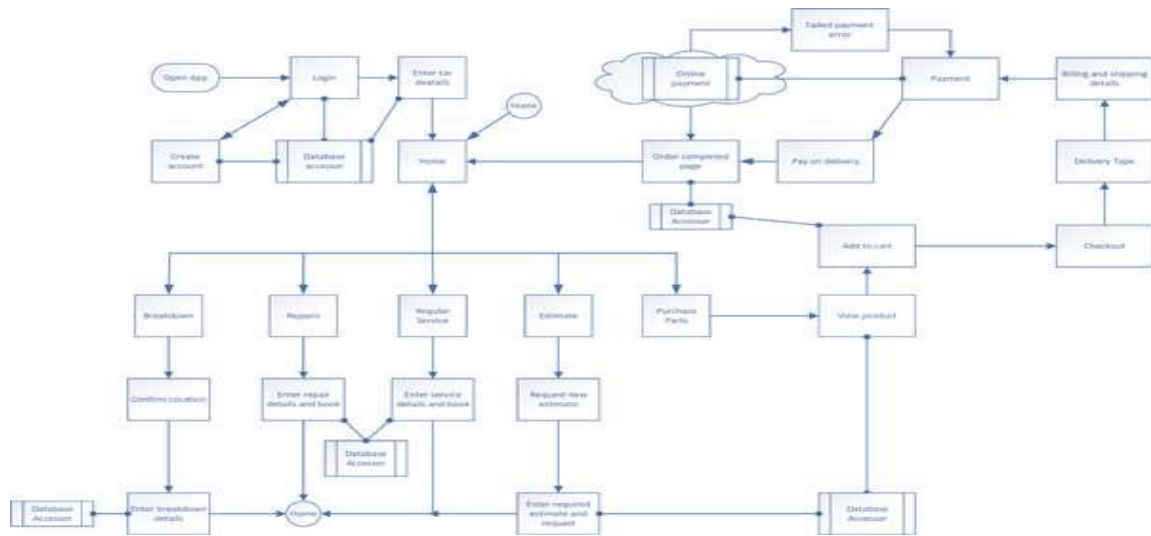 Failed payment
error
Open App
Login
Enter car
deatails
Online
payment
Payment
Billing and shipping
details
Home
Create
account
Database
accessor
Home
Order completed
page
Pay on delivery
Delivery Type
Database
Accessor
Add to cart
Checkout
Breakdown
Repairs
Regular
Service
Estimate
Purchase
Parts
View product
Confirm Location
Enter repair
details and book
Enter service
details and book
Request new
estimate
Database
Accessor
Database
Accessor
Enter breakdown
details
Home
Enter required
estimate and
request
Database
Accessor